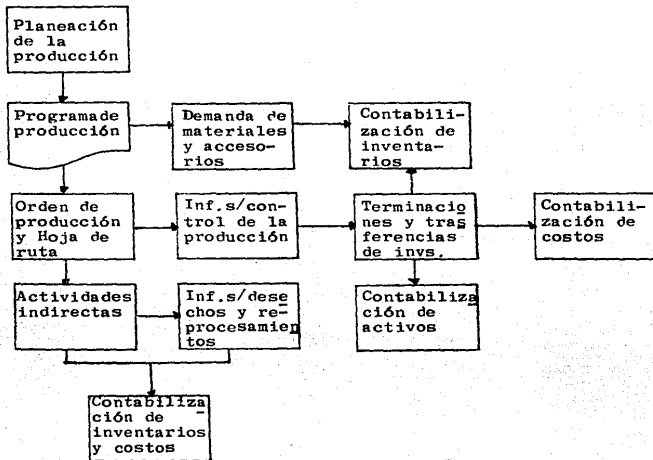 Planeación
de la
producción
Programade
producción
Demanda de
materiales
y acceso-
rios
Contabili-
zación de
inventa-
rios
Orden de
producción
y Hoja de
ruta
Inf.s/con-
trol de la
producción
Terminacio
nes y tras
ferencias
de invs.
Contabili-
zación de
costos
Actividades
indirectas
Inf.s/dese
chos y re-
procesamien
tos
Contabiliza
ción de
activos
Contabiliza
ción de
inventarios
y costos